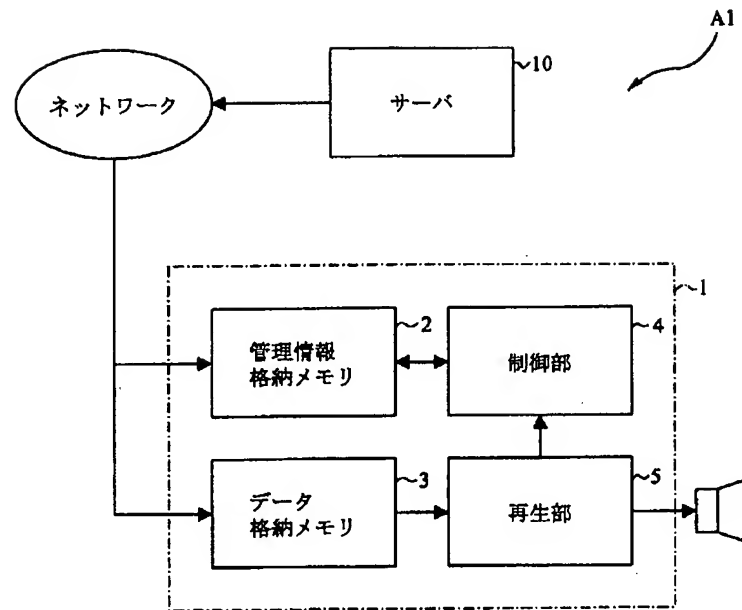 A1
10
ネットワーク
サーバ
1
2
4
管理情報
格納メモリ
制御部
3
5
データ
格納メモリ
再生部